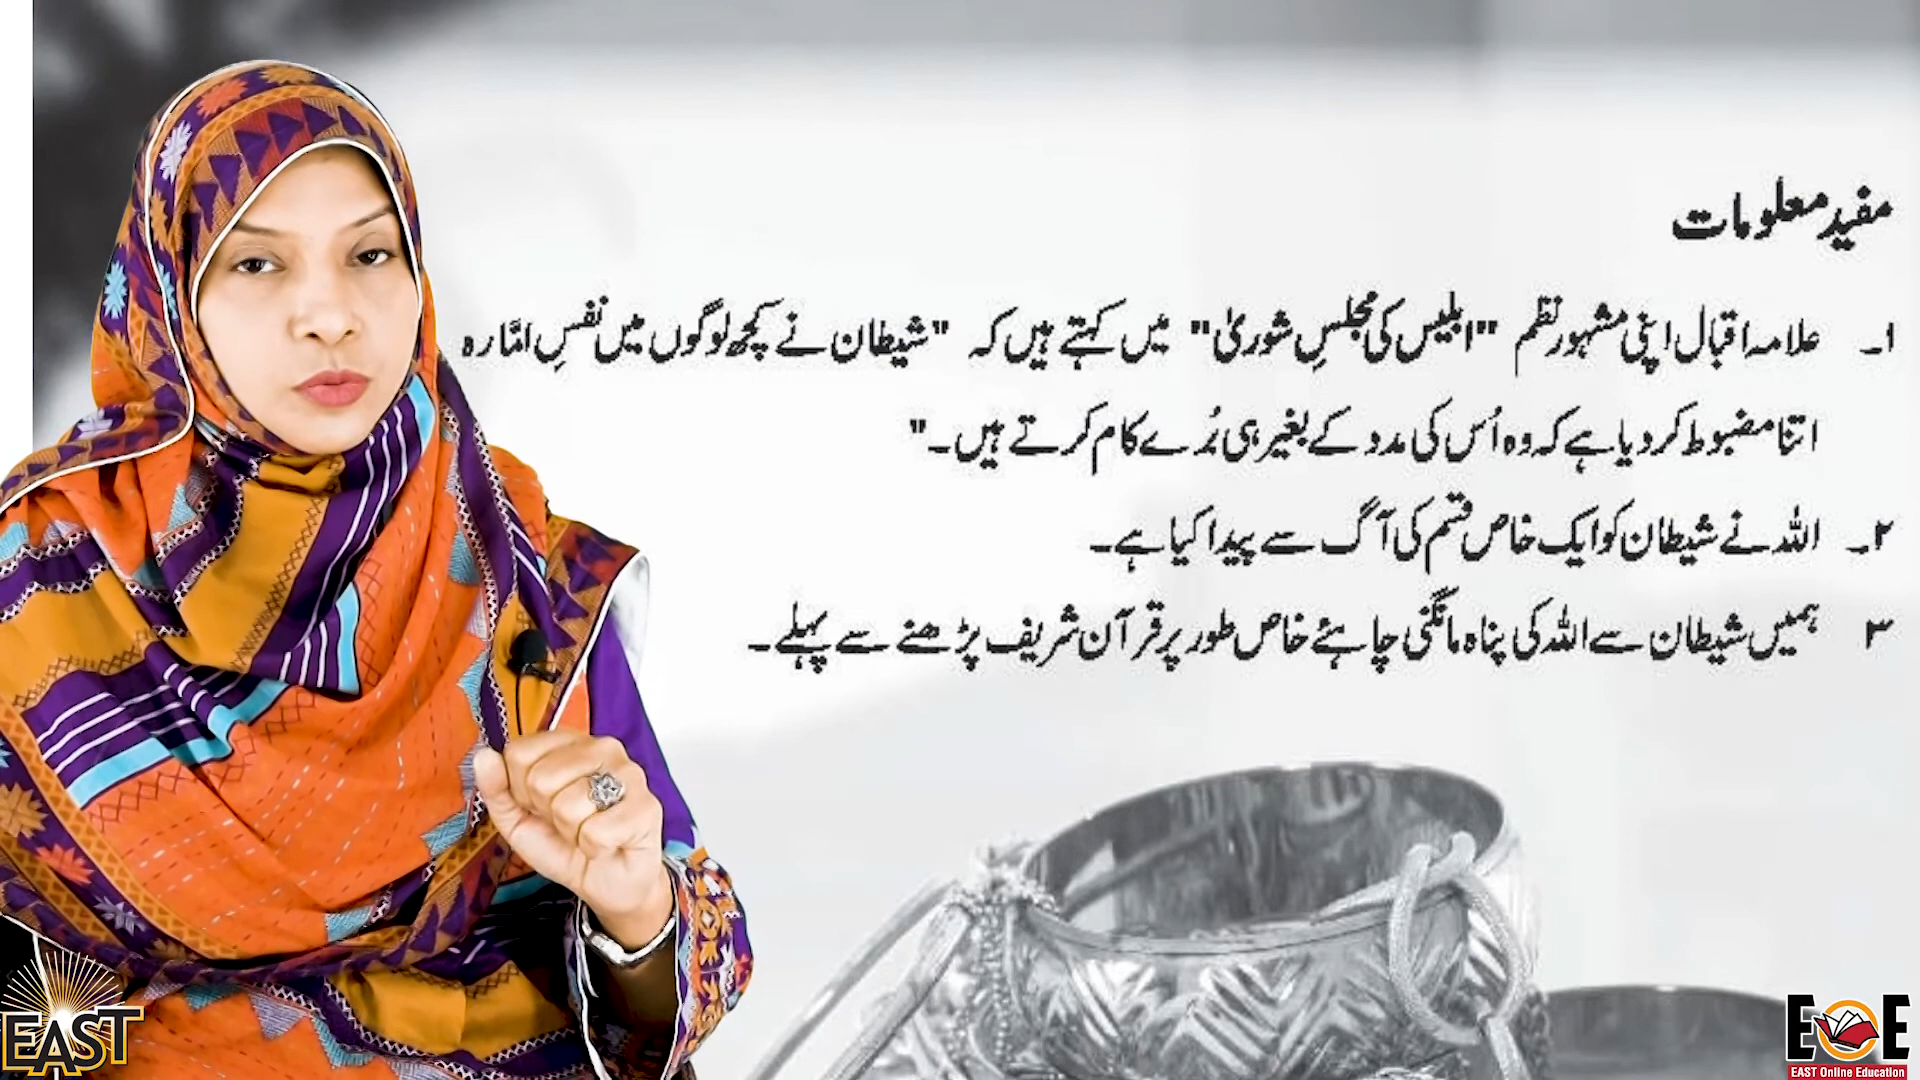 مفید معلومات
۱۔ علامہ اقبال اپنی مشہور نظم "ابلیس کی مجلسِ شوریٰ" میں کہتے ہیں کہ "شیطان نے کچھ لوگوں میں نفسِ امّارہ
اتنا مضبوط کر دیا ہے کہ وہ اُس کی مدد کے بغیر ہی بُرے کام کرتے ہیں۔"
۲۔ اللہ نے شیطان کو ایک خاص قسم کی آگ سے پیدا کیا ہے۔
۳ ہمیں شیطان سے اللہ کی پناہ مانگنی چاہئے خاص طور پر قرآن شریف پڑھنے سے پہلے۔
EAST
EOE
EAST Online Education